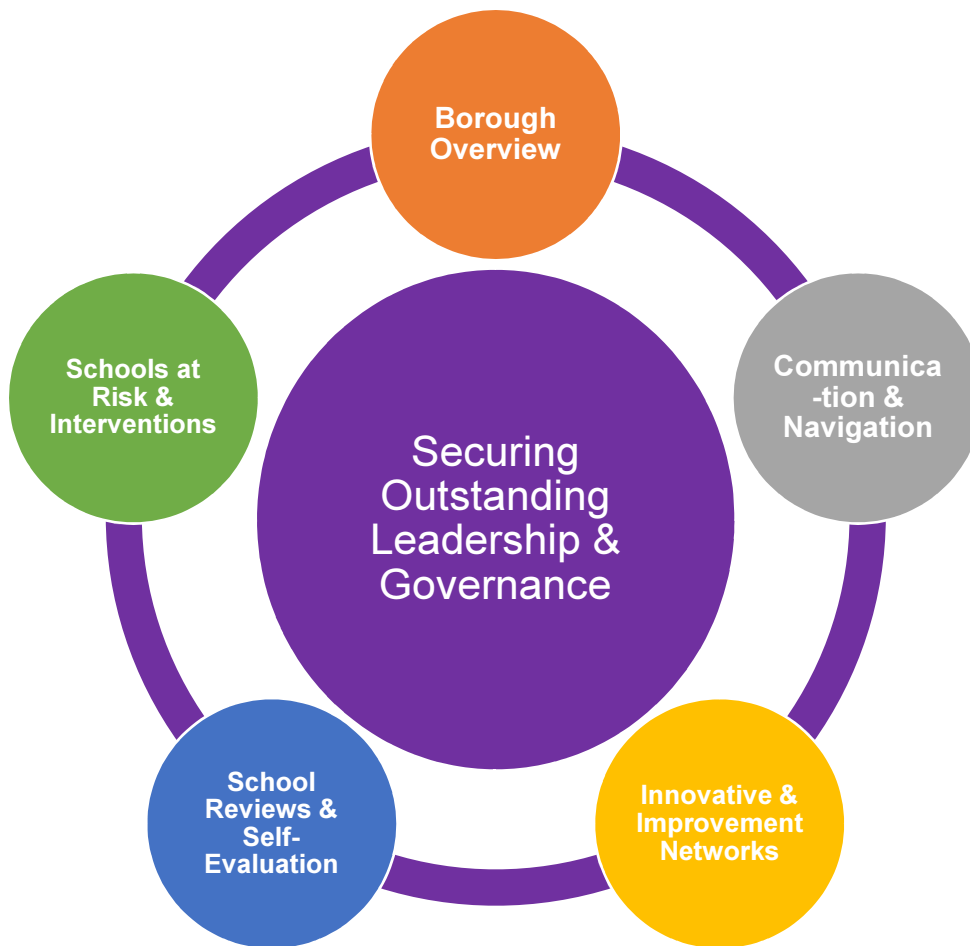 Borough
Overview
Communica
-tion &
Navigation
Innovative &
Improvement
Networks
School
Reviews &
Self-
Evaluation
Schools at
Risk &
Interventions
Securing
Outstanding
Leadership &
Governance